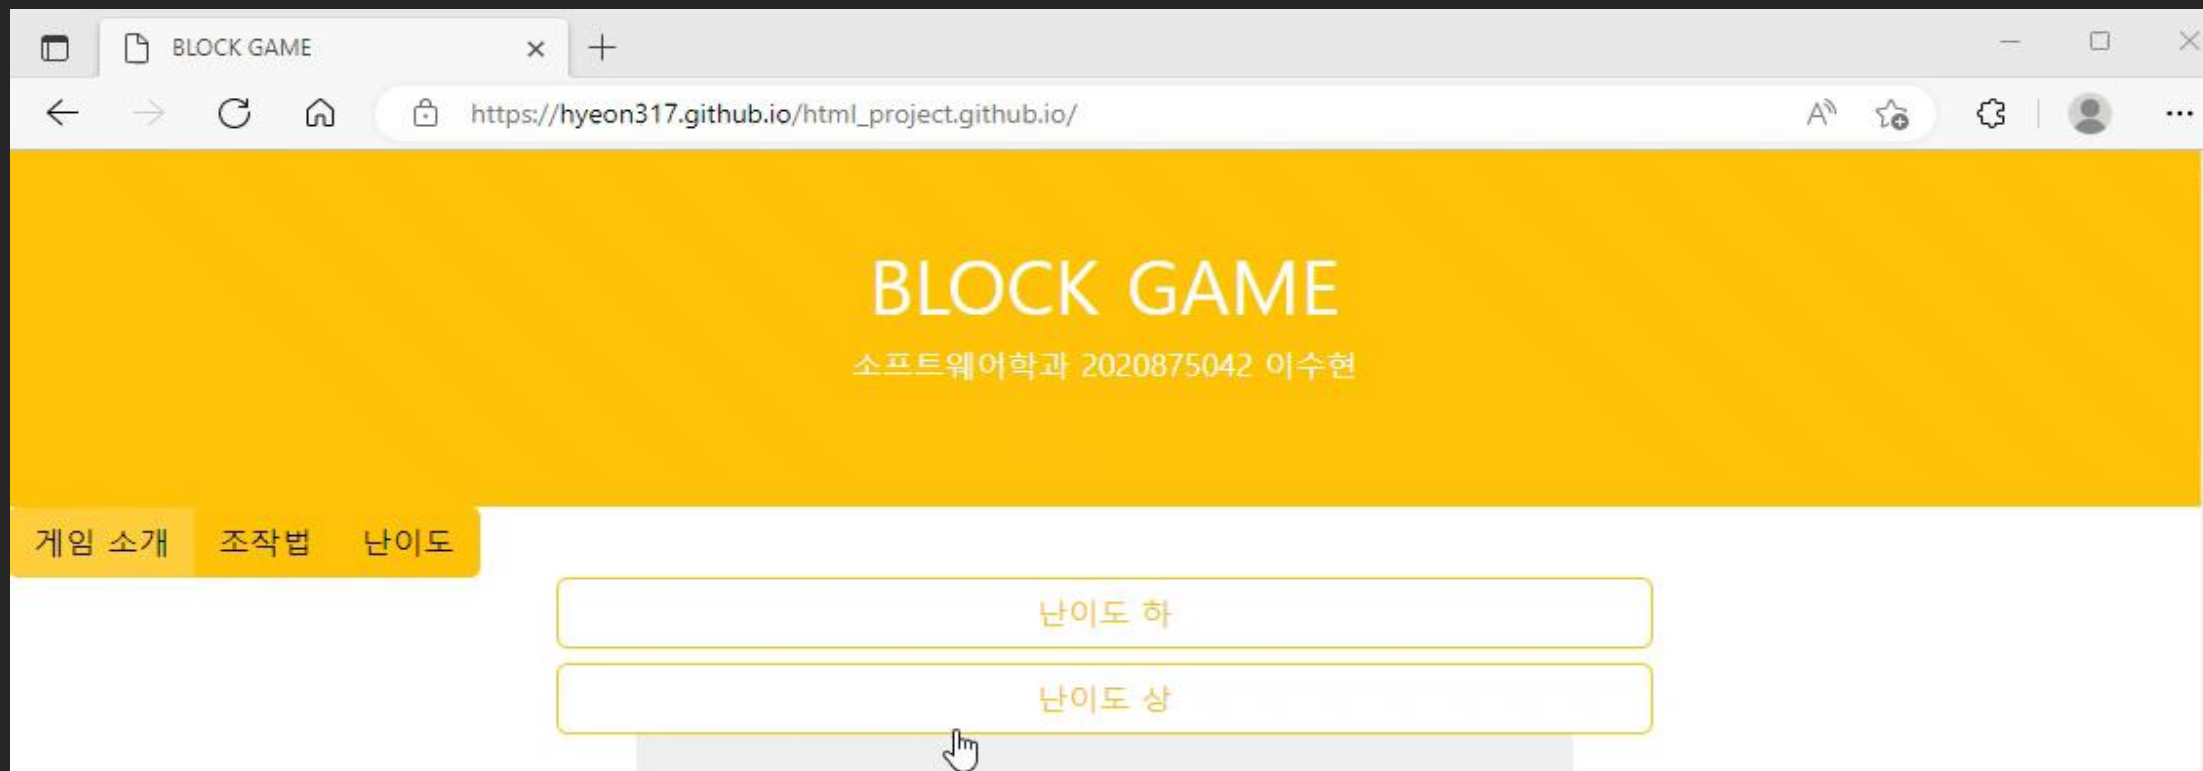 BLOCK GAME
https://hyeon317.github.io/html_project.github.io/
BLOCK GAME
소프트웨어학과 2020875042 이수현
게임 소개 조작법 난이도
난이도 하
난이도 상